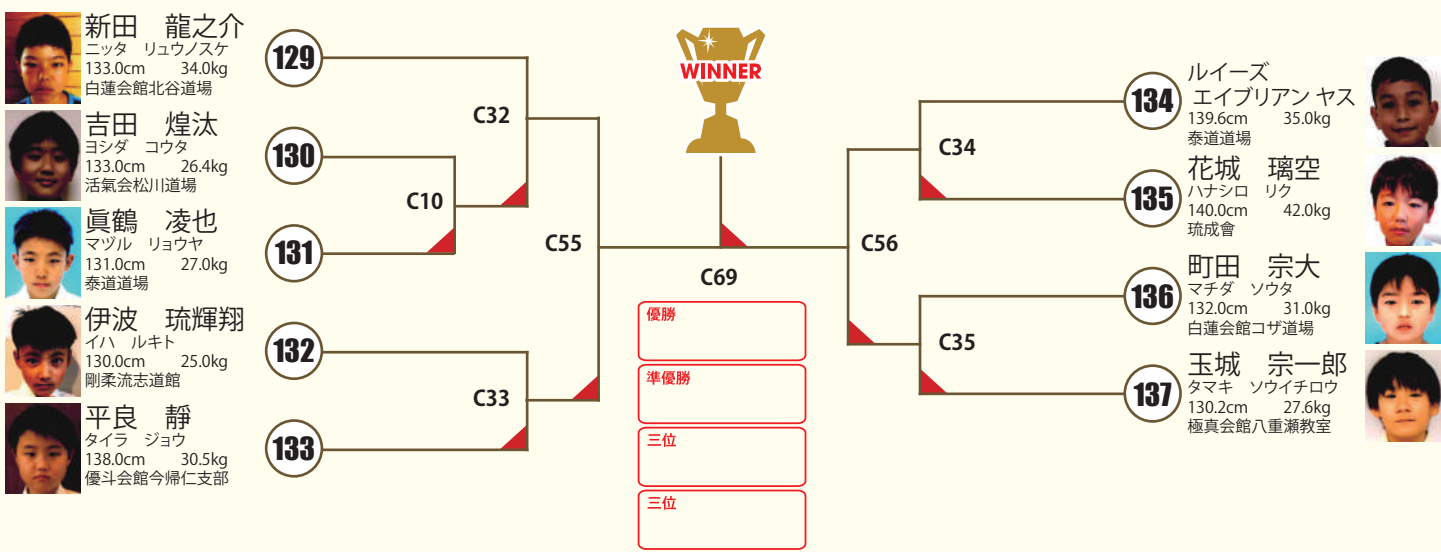 新田　龍之介
ニッタ　リュウノスケ
133.0cm　34.0kg
白蓮会館北谷道場
129
吉田　煌汰
ヨシダ　コウタ
133.0cm　26.4kg
活氣会松川道場
130
眞鶴　凌也
マヅル　リョウヤ
131.0cm　27.0kg
泰道道場
131
伊波　琉輝翔
イハ　ルキト
130.0cm　25.0kg
剛柔流志道館
132
平良　靜
タイラ　ジョウ
138.0cm　30.5kg
優斗会館今帰仁支部
133
C32
C10
C33
C55
WINNER
C69
優勝
準優勝
三位
三位
C56
C34
C35
134
ルイーズ
エイブリアン ヤス
139.6cm　35.0kg
泰道道場
135
花城　璃空
ハナシロ　リク
140.0cm　42.0kg
琉成會
136
町田　宗大
マチダ　ソウタ
132.0cm　31.0kg
白蓮会館コザ道場
137
玉城　宗一郎
タマキ　ソウイチロウ
130.2cm　27.6kg
極真会館八重瀬教室